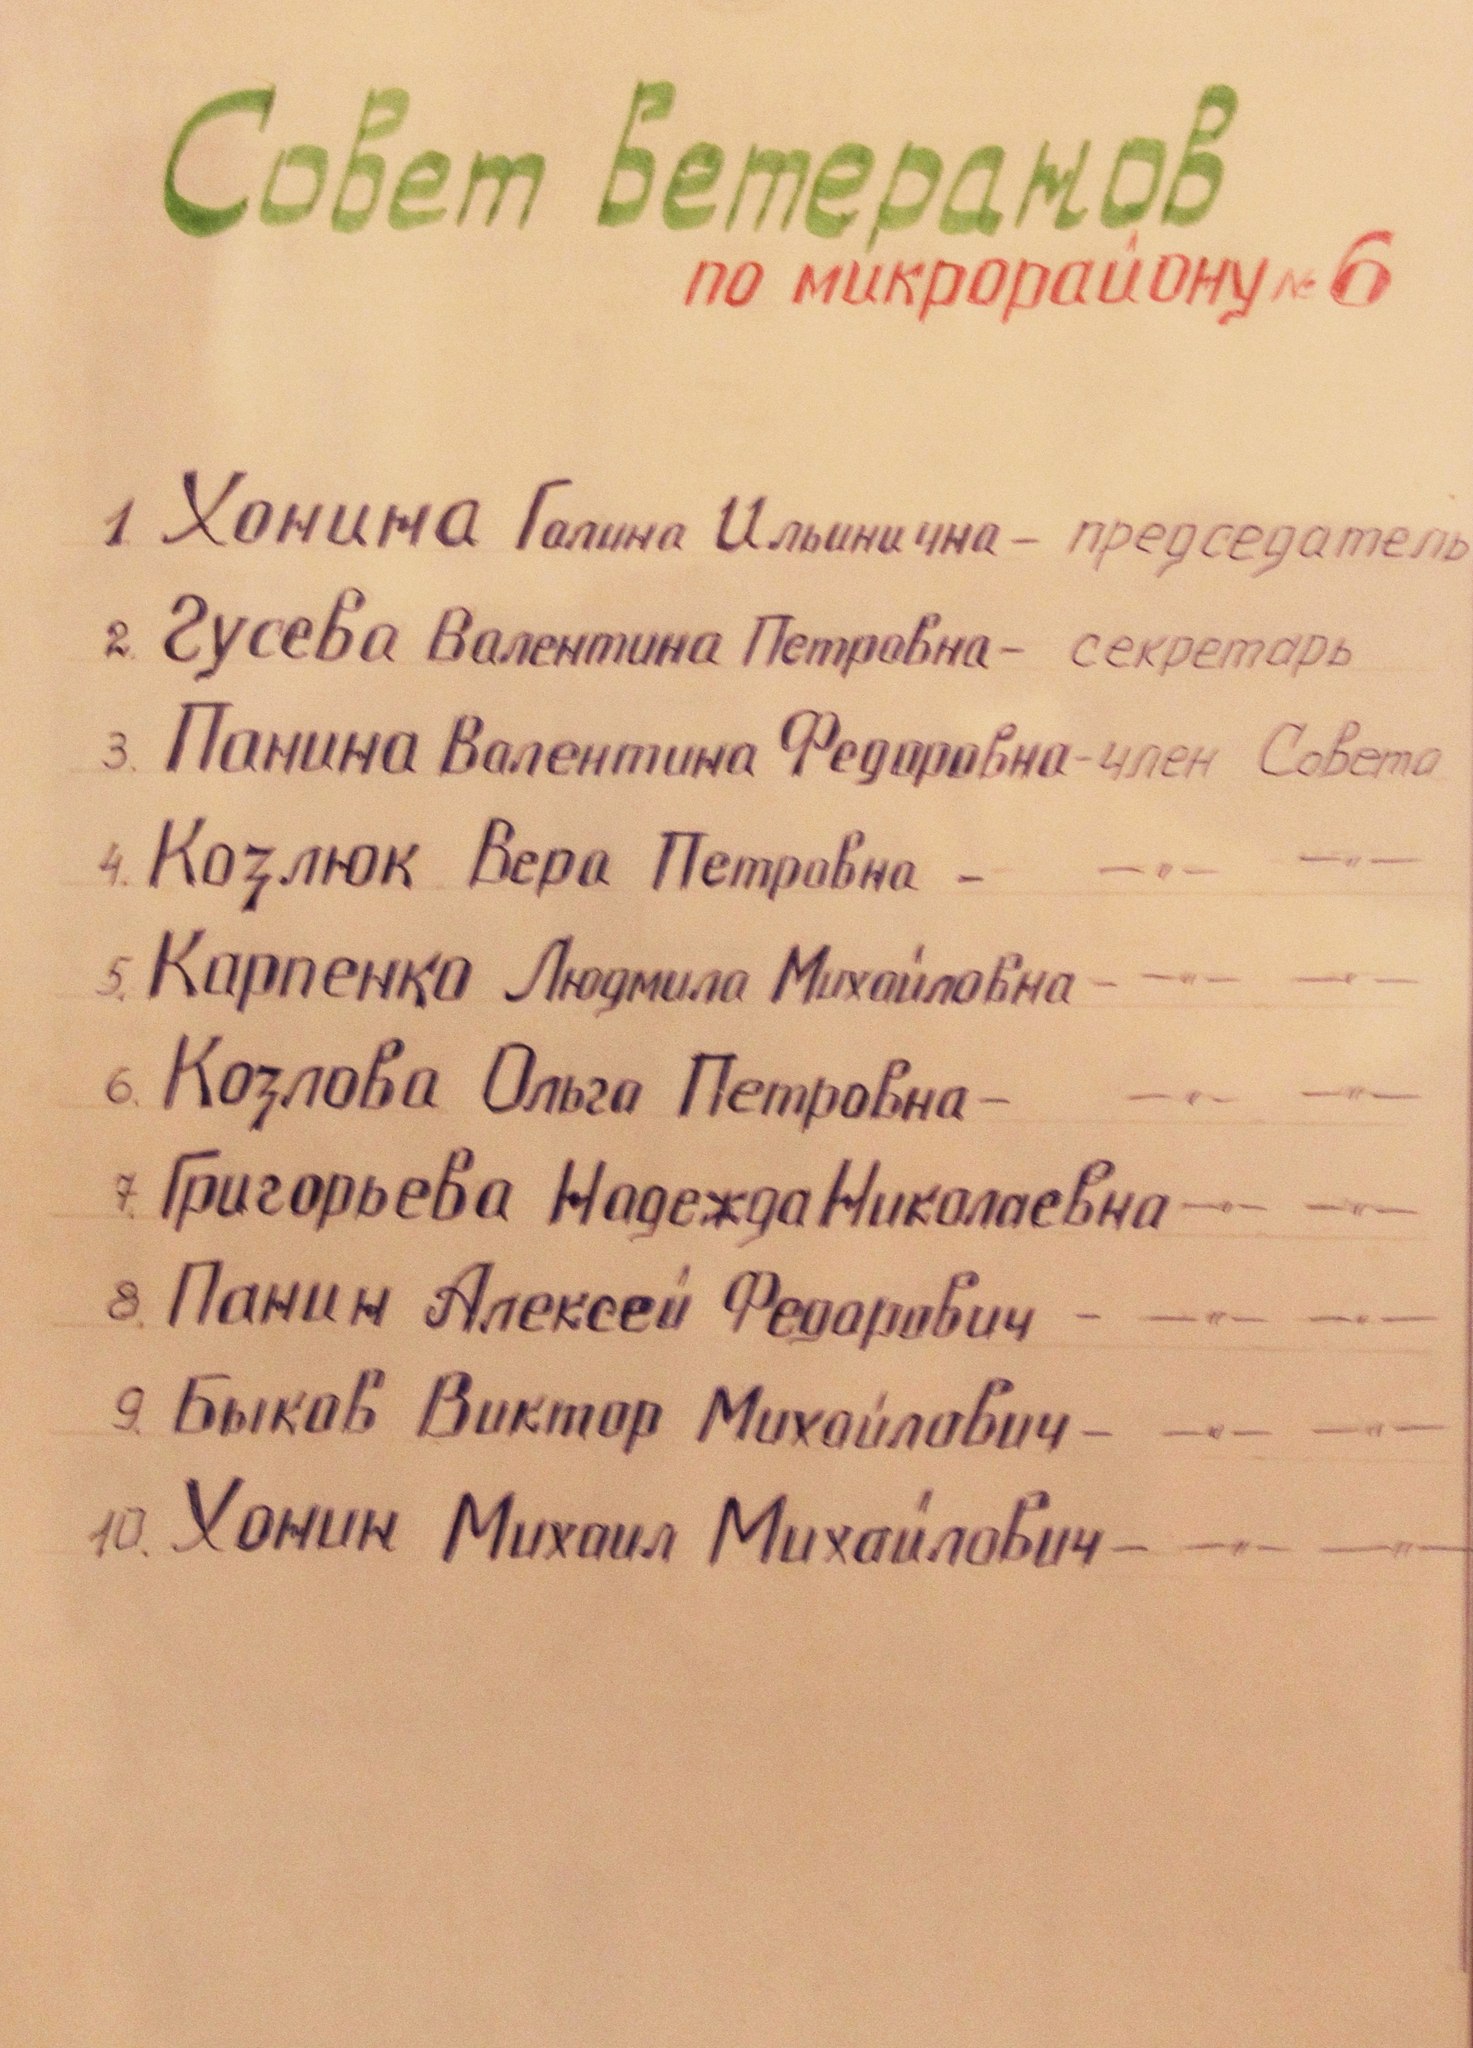 Совет ветеранов
по микрорайону № 6
1. Хонина Галина Ильинична – председатель
2. Гусева Валентина Петровна – секретарь
3. Панина Валентина Федоровна – член Совета
4. Козлюк Вера Петровна – —"— —"—
5. Карпенко Людмила Михайловна – —"— —"—
6. Козлова Ольга Петровна – —"— —"—
7. Григорьева Надежда Николаевна —"— —"—
8. Панин Алексей Федорович – —"— —"—
9. Быков Виктор Михайлович – —"— —"—
10. Хонин Михаил Михайлович – —"— —"—